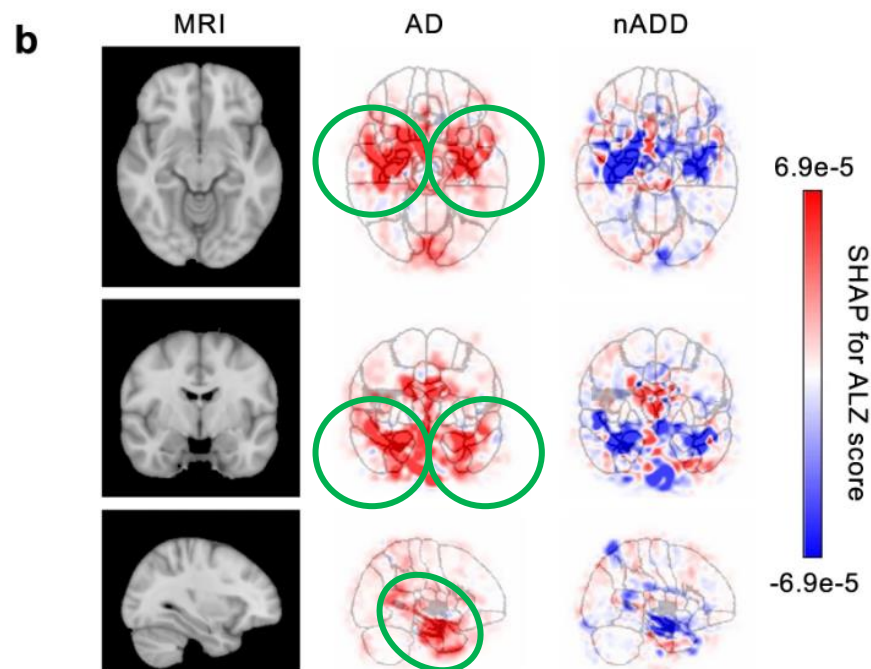 b
MRI
AD
nADD
6.9e-5
SHAP for ALZ score
-6.9e-5